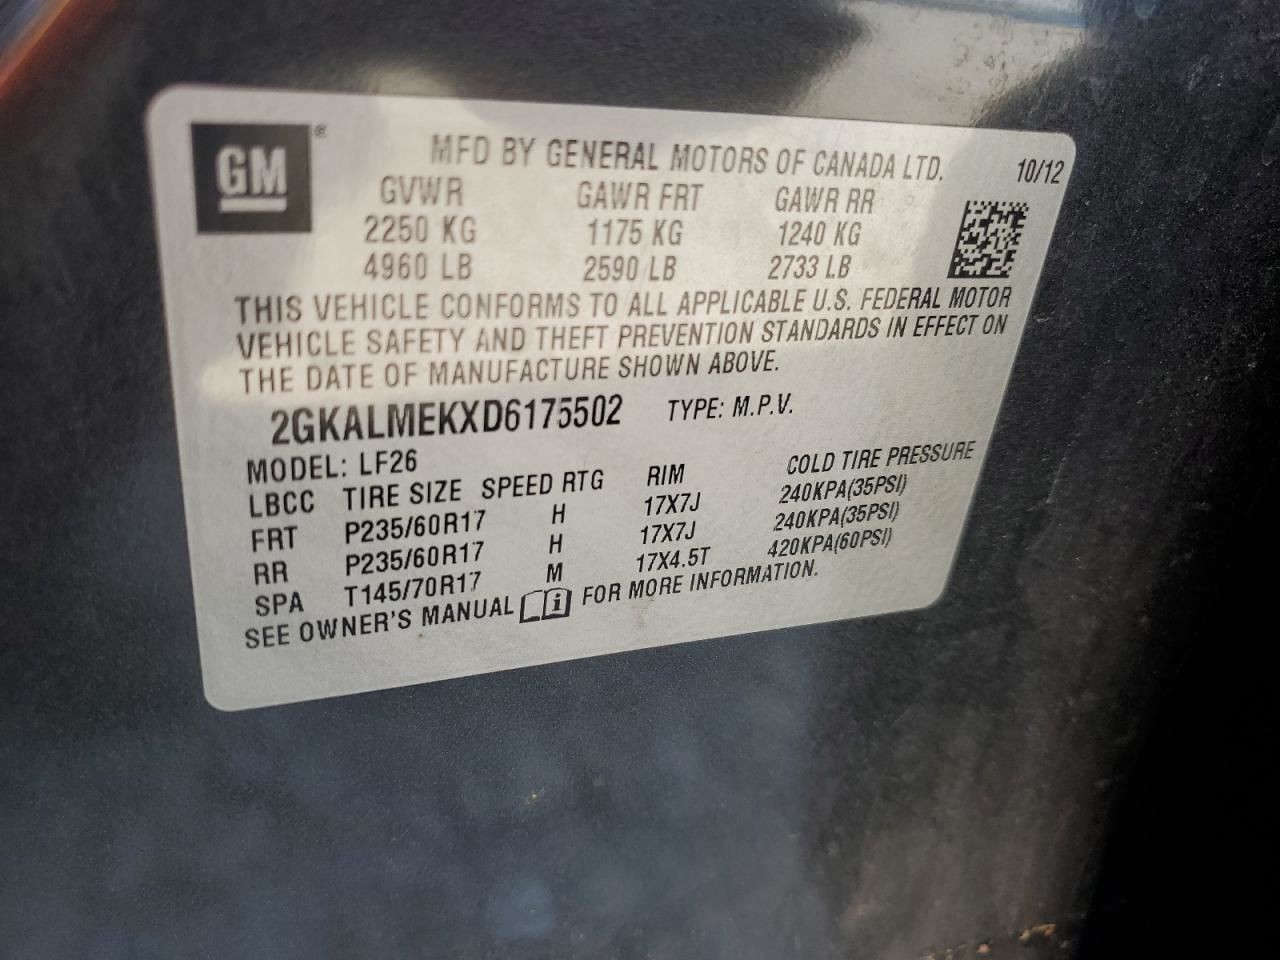 GM ®
MFD BY GENERAL MOTORS OF CANADA LTD. 10/12
GVWR GAWR FRT GAWR RR
2250 KG 1175 KG 1240 KG
4960 LB 2590 LB 2733 LB
THIS VEHICLE CONFORMS TO ALL APPLICABLE U.S. FEDERAL MOTOR
VEHICLE SAFETY AND THEFT PREVENTION STANDARDS IN EFFECT ON
THE DATE OF MANUFACTURE SHOWN ABOVE.
2GKALMEKXD6175502 TYPE: M.P.V.
MODEL: LF26
LBCC TIRE SIZE SPEED RTG RIM COLD TIRE PRESSURE
FRT P235/60R17 H 17X7J 240KPA(35PSI)
RR P235/60R17 H 17X7J 240KPA(35PSI)
SPA T145/70R17 M 17X4.5T 420KPA(60PSI)
SEE OWNER'S MANUAL i FOR MORE INFORMATION.